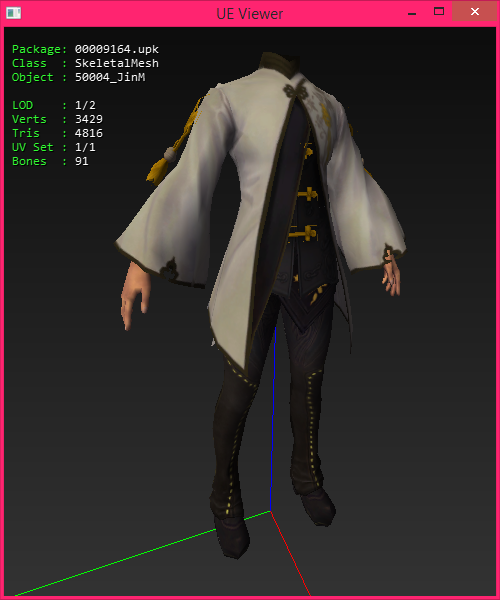 UE Viewer
Package: 00009164.upk
Class : SkeletalMesh
Object : 50004_JinM
LOD : 1/2
Verts : 3429
Tris : 4816
UV Set : 1/1
Bones : 91